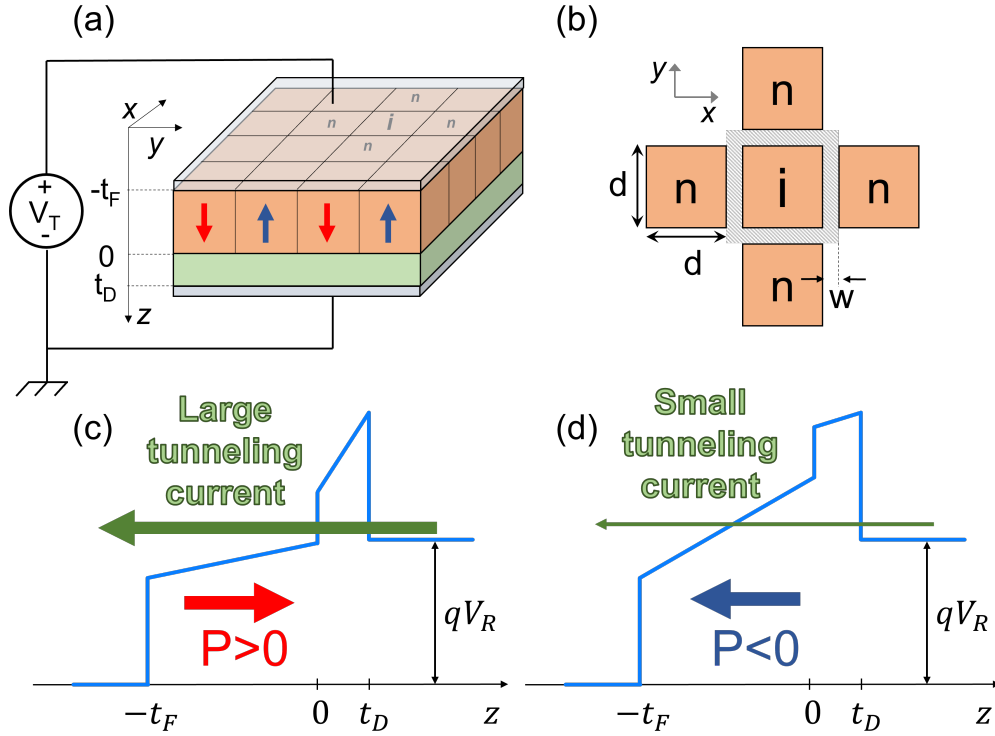 (a)
x
y
-t_F
0
t_D
z
+
V_T
-
n
n
i
n
n
(b)
y
x
n
n
i
n
n
d
d
w
(c)
Large
tunneling
current
P>0
qV_R
−t_F
0
t_D
z
(d)
Small
tunneling
current
P<0
qV_R
−t_F
0
t_D
z